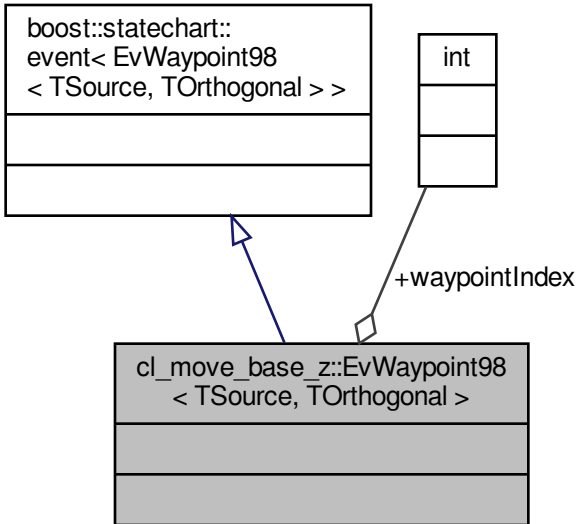 boost::statechart::
event< EvWaypoint98
< TSource, TOrthogonal > >
int
+waypointIndex
cl_move_base_z::EvWaypoint98
< TSource, TOrthogonal >